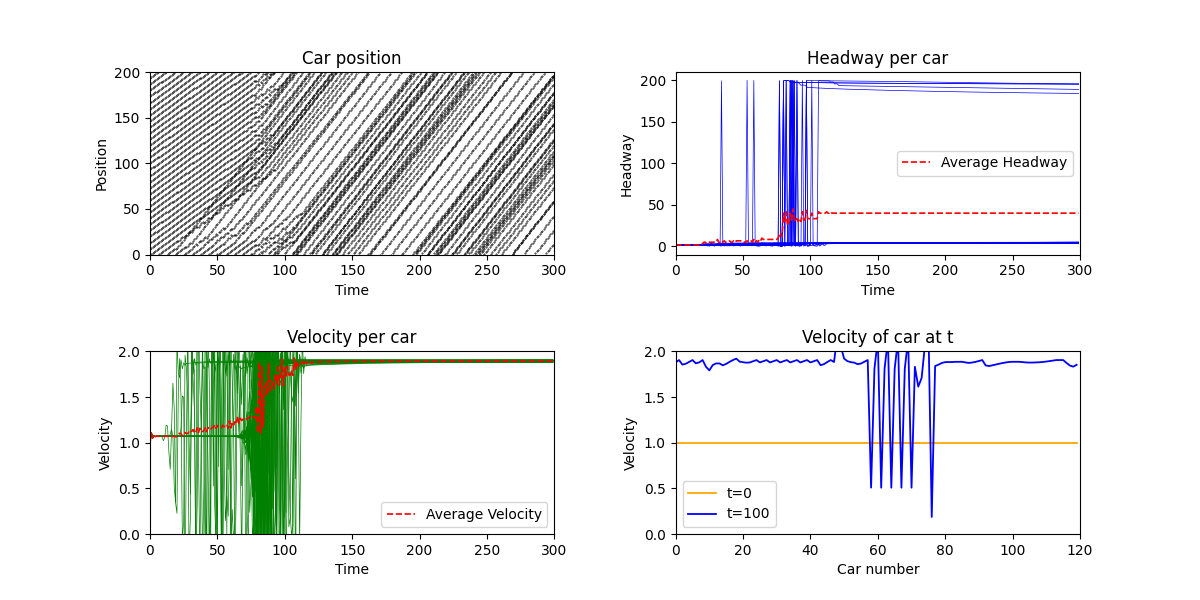 Car position
Position
200
150
100
50
0
0 50 100 150 200 250 300
Time
Headway per car
Headway
200
150
100
50
0
Average Headway
0 50 100 150 200 250 300
Time
Velocity per car
Velocity
2.0
1.5
1.0
0.5
0.0
Average Velocity
0 50 100 150 200 250 300
Time
Velocity of car at t
Velocity
2.0
1.5
1.0
0.5
0.0
t=0
t=100
0 20 40 60 80 100 120
Car number